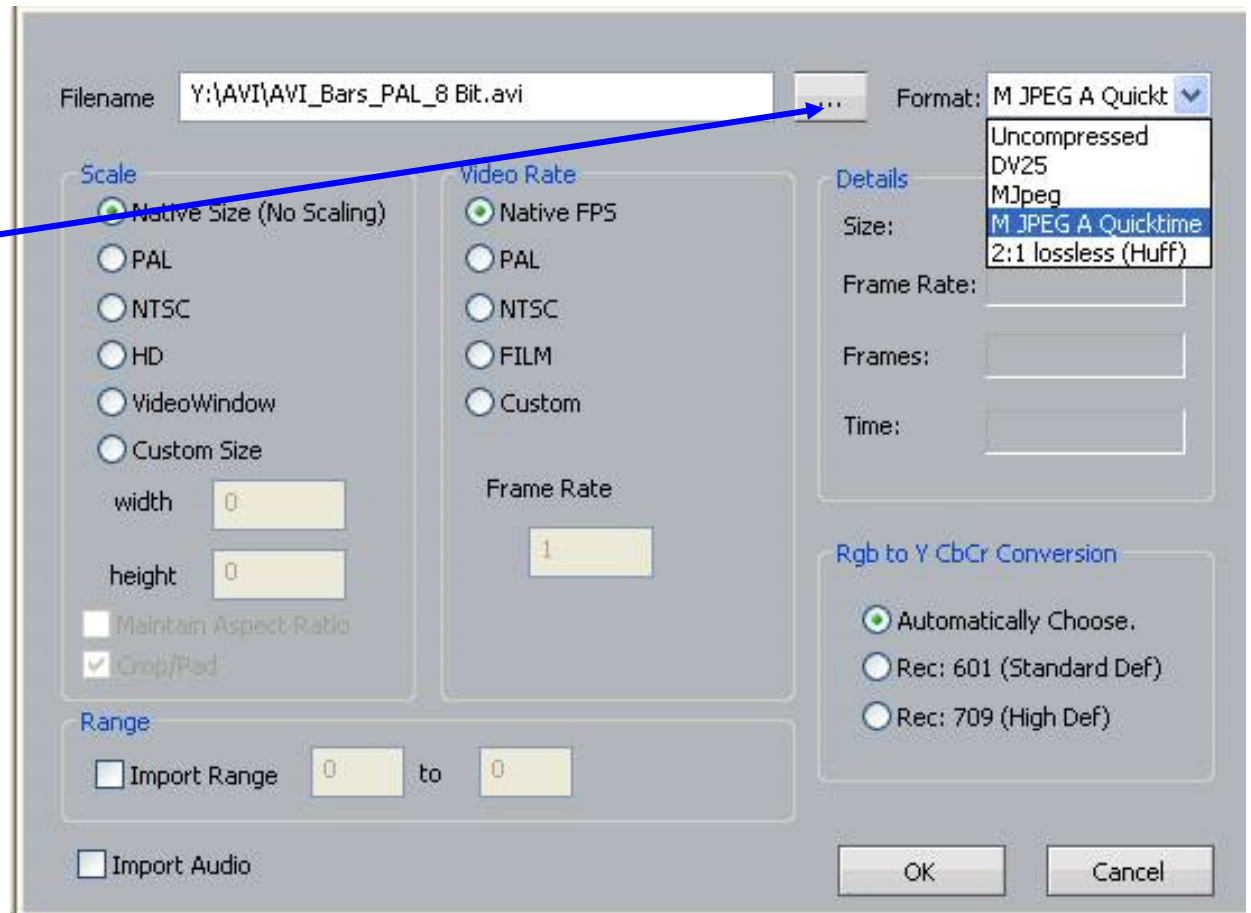 Filename Y:\AVI\AVI_Bars_PAL_8 Bit.avi ... Format: M JPEG A Quickt
Uncompressed
DV25
MJpeg
M JPEG A Quicktime
2:1 lossless (Huff)
Scale
Native Size (No Scaling)
PAL
NTSC
HD
VideoWindow
Custom Size
width 0
height 0
Maintain Aspect Ratio
Crop/Pad
Video Rate
Native FPS
PAL
NTSC
FILM
Custom
Frame Rate
1
Details
Size:
Frame Rate:
Frames:
Time:
Rgb to Y CbCr Conversion
Automatically Choose.
Rec: 601 (Standard Def)
Rec: 709 (High Def)
Range
Import Range 0 to 0
Import Audio
OK Cancel